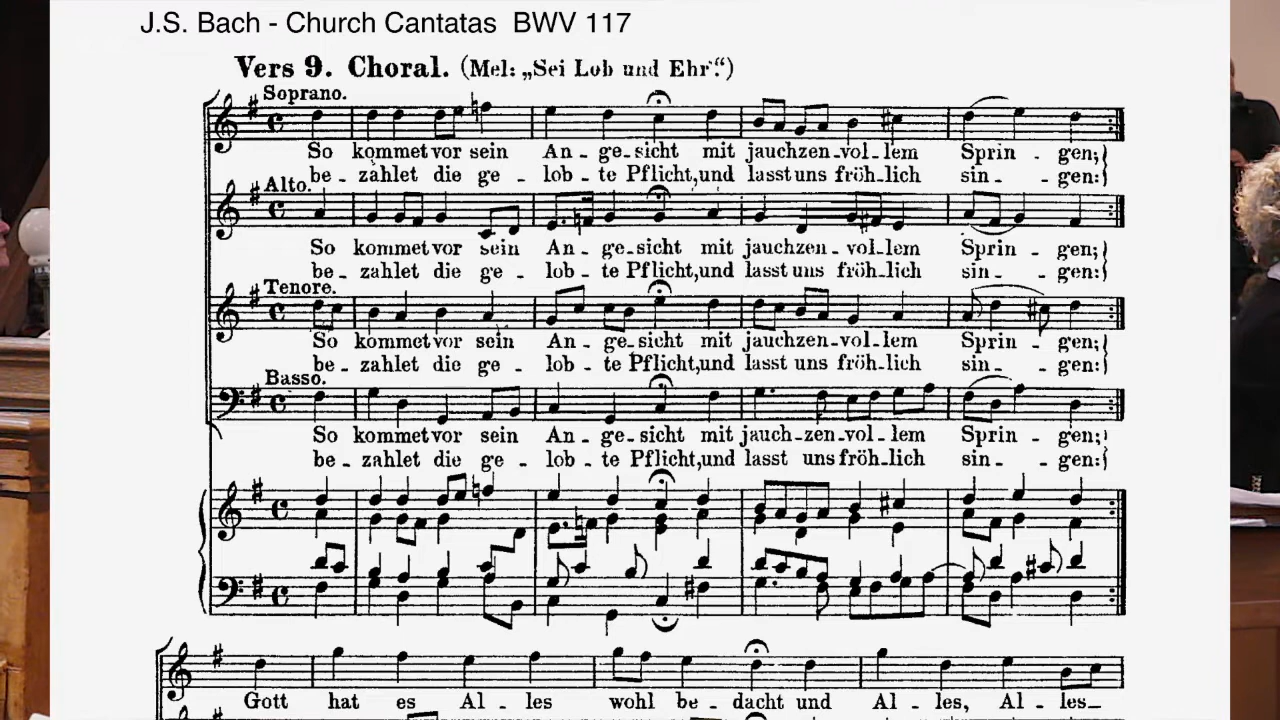 J.S. Bach - Church Cantatas BWV 117
Vers 9. Choral. (Mel: „Sei Lob und Ehr“.)
Soprano.
So kommet vor sein An - ge - sicht mit jauchzen - vol - lem Sprin - gen;
be - zahlet die ge - lob - te Pflicht, und lasst uns fröh - lich sin - gen:
Alto.
So kommet vor sein An - ge - sicht mit jauchzen - vol - lem Sprin - gen;
be - zahlet die ge - lob - te Pflicht, und lasst uns fröh - lich sin - gen:
Tenore.
So kommet vor sein An - ge - sicht mit jauchzen - vol - lem Sprin - gen;
be - zahlet die ge - lob - te Pflicht, und lasst uns fröh - lich sin - gen:
Basso.
So kommet vor sein An - ge - sicht mit jauch - zen - vol - lem Sprin - gen;
be - zahlet die ge - lob - te Pflicht, und lasst uns fröh - lich sin - gen:
Gott hat es Al - les wohl be - dacht und Al - les, Al - les